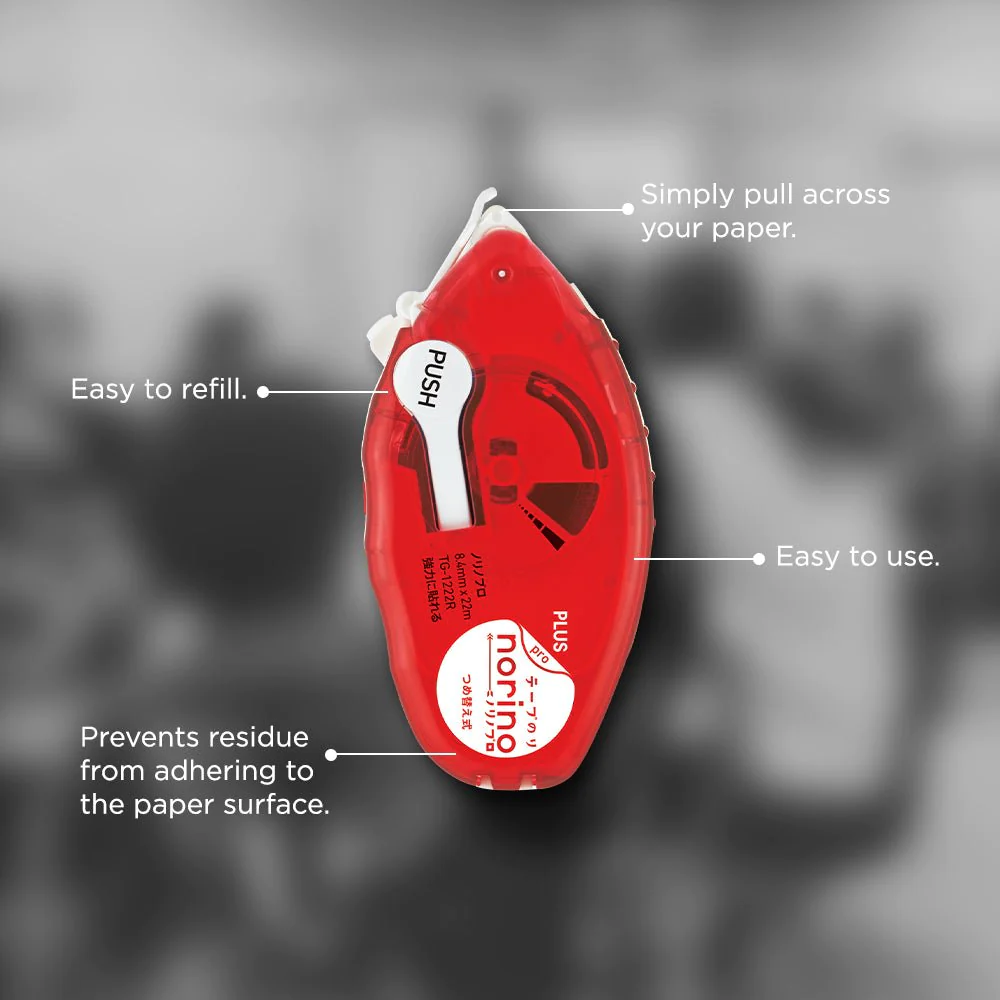 Simply pull across
your paper.
Easy to refill.
PUSH
Easy to use.
ノリノプロ
8.4mm x 22m
TG-1222R
強力に貼れる
PLUS
pro
テープのり
norino
ノリノプロ
つめ替え式
Prevents residue
from adhering to
the paper surface.